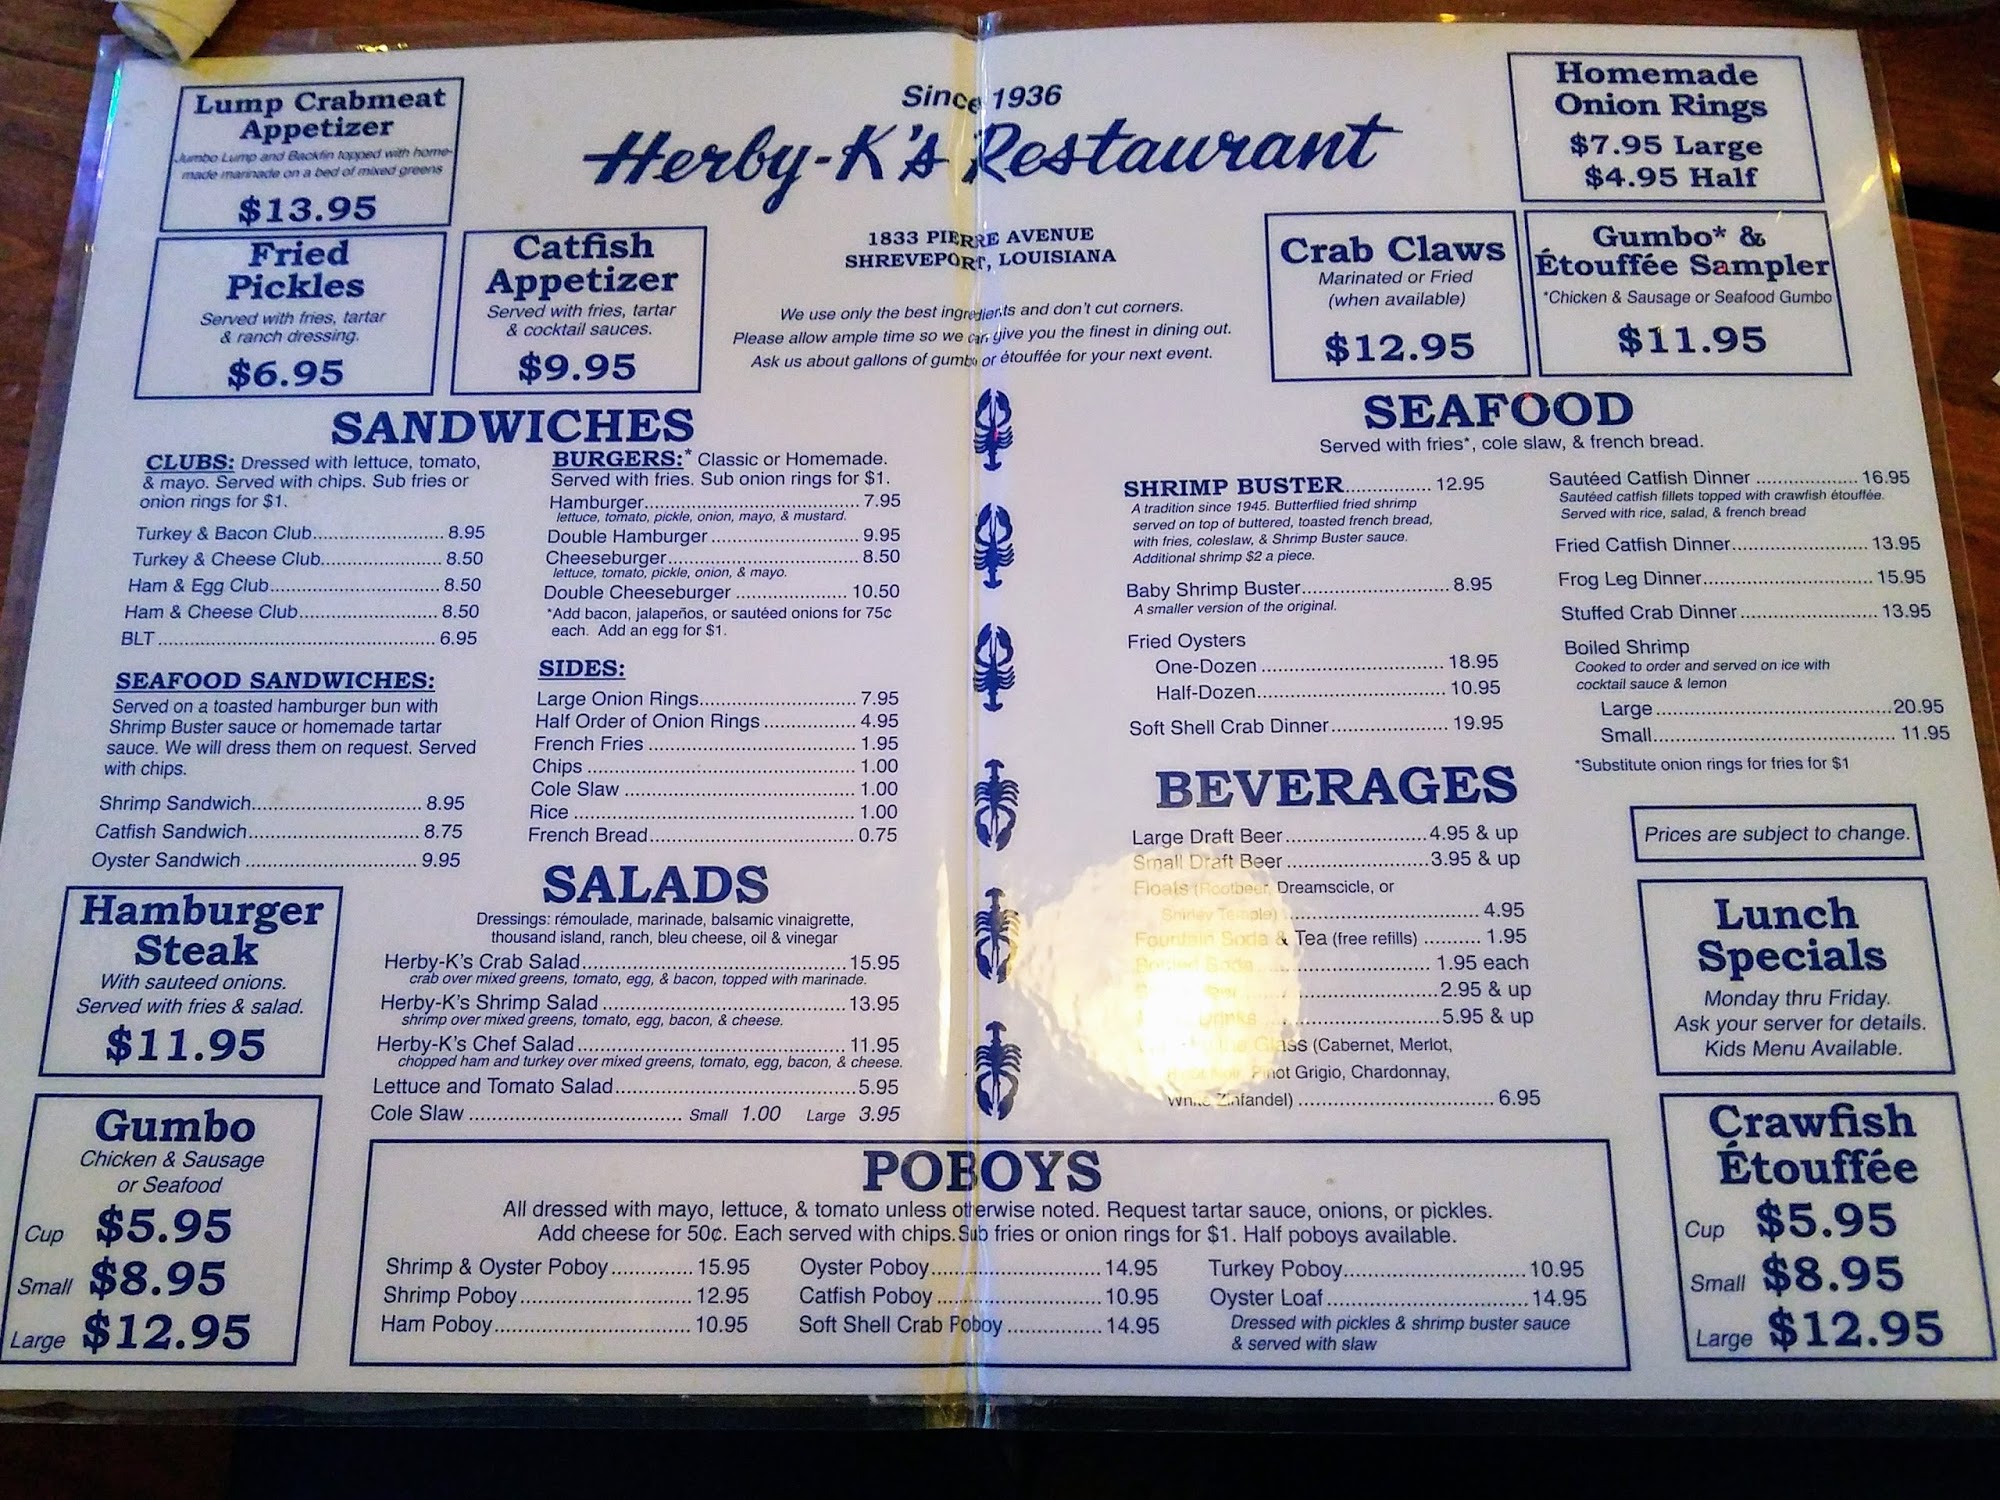 Lump Crabmeat
Appetizer
Jumbo Lump and Backfin topped with home-
made marinade on a bed of mixed greens
$13.95
Fried
Pickles
Served with fries, tartar
& ranch dressing.
$6.95
Catfish
Appetizer
Served with fries, tartar
& cocktail sauces.
$9.95
Since 1936
Herby-K's Restaurant
1833 PIERRE AVENUE
SHREVEPORT, LOUISIANA
We use only the best ingredients and don't cut corners.
Please allow ample time so we can give you the finest in dining out.
Ask us about gallons of gumbo or étouffée for your next event.
Homemade
Onion Rings
$7.95 Large
$4.95 Half
Crab Claws
Marinated or Fried
(when available)
$12.95
Gumbo* &
Étouffée Sampler
*Chicken & Sausage or Seafood Gumbo
$11.95
SANDWICHES
CLUBS: Dressed with lettuce, tomato,
& mayo. Served with chips. Sub fries or
onion rings for $1.
Turkey & Bacon Club 8.95
Turkey & Cheese Club 8.50
Ham & Egg Club 8.50
Ham & Cheese Club 8.50
BLT 6.95
SEAFOOD SANDWICHES:
Served on a toasted hamburger bun with
Shrimp Buster sauce or homemade tartar
sauce. We will dress them on request. Served
with chips.
Shrimp Sandwich 8.95
Catfish Sandwich 8.75
Oyster Sandwich 9.95
BURGERS:* Classic or Homemade.
Served with fries. Sub onion rings for $1.
Hamburger 7.95
lettuce, tomato, pickle, onion, mayo, & mustard.
Double Hamburger 9.95
Cheeseburger 8.50
lettuce, tomato, pickle, onion, & mayo.
Double Cheeseburger 10.50
*Add bacon, jalapeños, or sautéed onions for 75¢
each. Add an egg for $1.
SIDES:
Large Onion Rings 7.95
Half Order of Onion Rings 4.95
French Fries 1.95
Chips 1.00
Cole Slaw 1.00
Rice 1.00
French Bread 0.75
SALADS
Dressings: rémoulade, marinade, balsamic vinaigrette,
thousand island, ranch, bleu cheese, oil & vinegar
Herby-K's Crab Salad 15.95
crab over mixed greens, tomato, egg, & bacon, topped with marinade.
Herby-K's Shrimp Salad 13.95
shrimp over mixed greens, tomato, egg, bacon, & cheese.
Herby-K's Chef Salad 11.95
chopped ham and turkey over mixed greens, tomato, egg, bacon, & cheese.
Lettuce and Tomato Salad 5.95
Cole Slaw Small 1.00 Large 3.95
Hamburger
Steak
With sauteed onions.
Served with fries & salad.
$11.95
Gumbo
Chicken & Sausage
or Seafood
Cup $5.95
Small $8.95
Large $12.95
SEAFOOD
Served with fries*, cole slaw, & french bread.
SHRIMP BUSTER 12.95
A tradition since 1945. Butterflied fried shrimp
served on top of buttered, toasted french bread,
with fries, coleslaw, & Shrimp Buster sauce.
Additional shrimp $2 a piece.
Baby Shrimp Buster 8.95
A smaller version of the original.
Fried Oysters
One-Dozen 18.95
Half-Dozen 10.95
Soft Shell Crab Dinner 19.95
Sautéed Catfish Dinner 16.95
Sautéed catfish fillets topped with crawfish étouffée.
Served with rice, salad, & french bread
Fried Catfish Dinner 13.95
Frog Leg Dinner 15.95
Stuffed Crab Dinner 13.95
Boiled Shrimp
Cooked to order and served on ice with
cocktail sauce & lemon
Large 20.95
Small 11.95
*Substitute onion rings for fries for $1
BEVERAGES
Large Draft Beer 4.95 & up
Small Draft Beer 3.95 & up
Floats (Rootbeer, Dreamscicle, or
Shirley Temple) 4.95
Fountain Soda & Tea (free refills) 1.95
Bottled Soda 1.95 each
2.95 & up
Drinks 5.95 & up
Glass (Cabernet, Merlot,
Pinot Noir, Pinot Grigio, Chardonnay,
White Zinfandel) 6.95
Prices are subject to change.
Lunch
Specials
Monday thru Friday.
Ask your server for details.
Kids Menu Available.
Crawfish
Étouffée
Cup $5.95
Small $8.95
Large $12.95
POBOYS
All dressed with mayo, lettuce, & tomato unless otherwise noted. Request tartar sauce, onions, or pickles.
Add cheese for 50¢. Each served with chips. Sub fries or onion rings for $1. Half poboys available.
Shrimp & Oyster Poboy 15.95
Shrimp Poboy 12.95
Ham Poboy 10.95
Oyster Poboy 14.95
Catfish Poboy 10.95
Soft Shell Crab Poboy 14.95
Turkey Poboy 10.95
Oyster Loaf 14.95
Dressed with pickles & shrimp buster sauce
& served with slaw